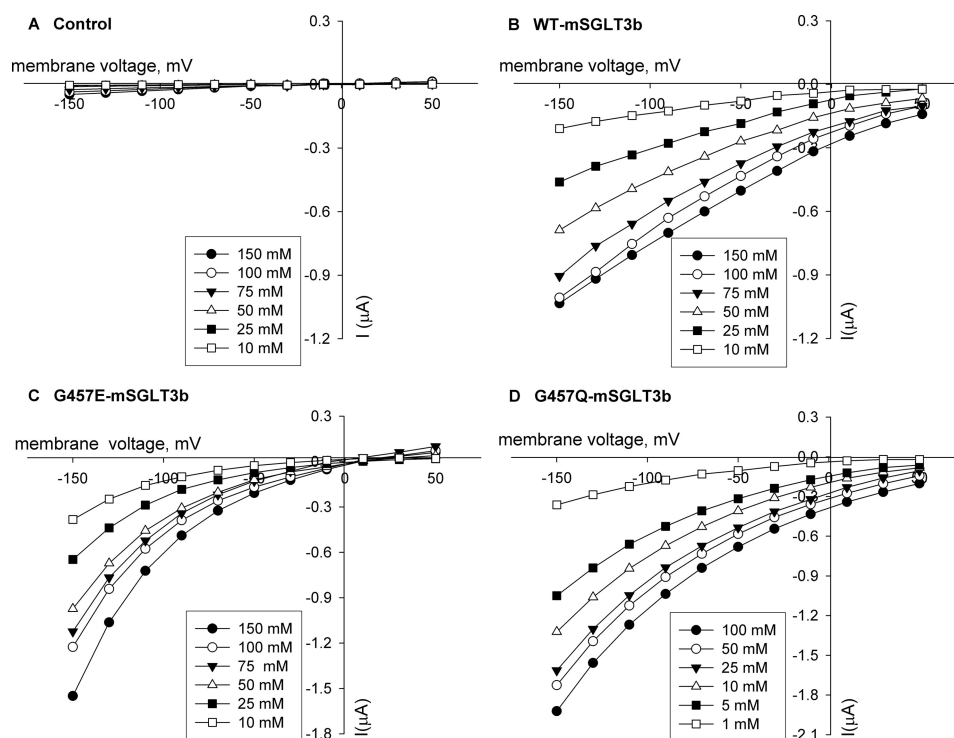 A Control
membrane voltage, mV
0.3
0.0
-0.3
-0.6
-0.9
-1.2
-150
-100
-50
0
50
I (μA)
150 mM
100 mM
75 mM
50 mM
25 mM
10 mM
B WT-mSGLT3b
membrane voltage, mV
0.3
0.0
-0.3
-0.6
-0.9
-1.2
-150
-100
-50
0
50
I(μA)
150 mM
100 mM
75 mM
50 mM
25 mM
10 mM
C G457E-mSGLT3b
membrane voltage, mV
0.3
0.0
-0.3
-0.6
-0.9
-1.2
-1.5
-1.8
-150
-100
-50
0
50
I(μA)
150 mM
100 mM
75 mM
50 mM
25 mM
10 mM
D G457Q-mSGLT3b
membrane voltage, mV
0.3
0.0
-0.3
-0.6
-0.9
-1.2
-1.5
-1.8
-2.1
-150
-100
-50
0
50
I(μA)
100 mM
50 mM
25 mM
10 mM
5 mM
1 mM